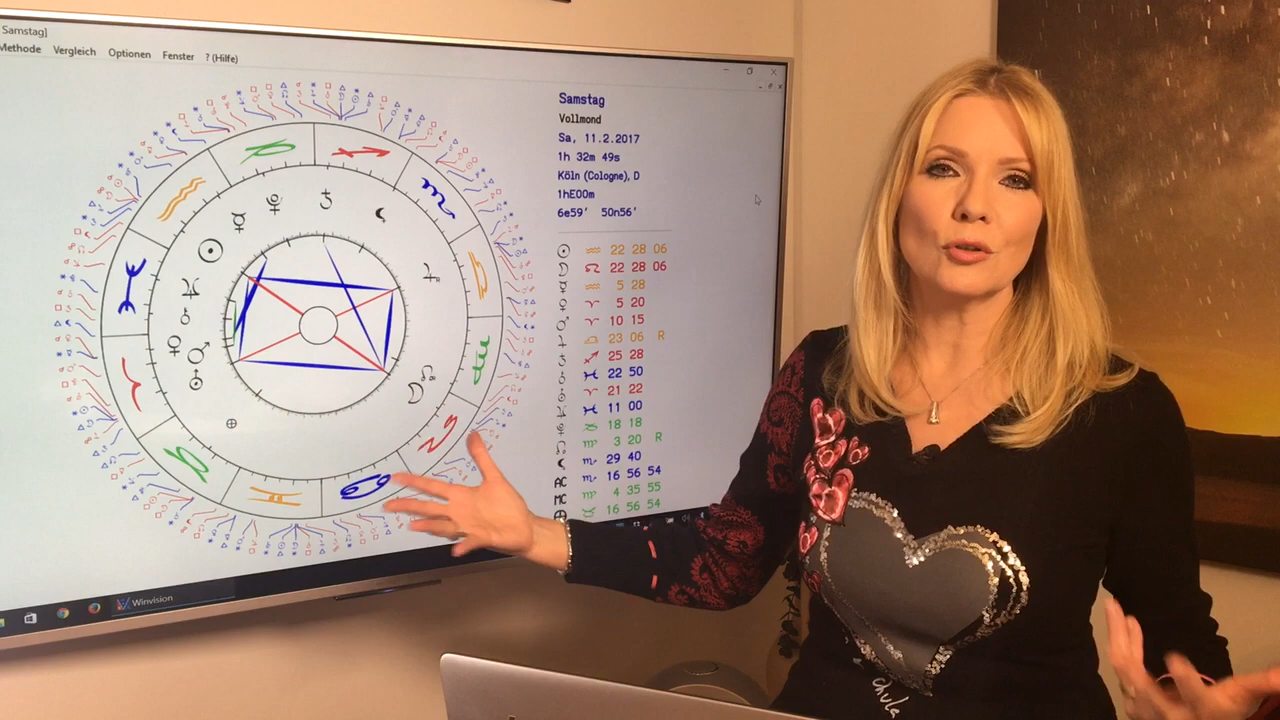 Samstag]
Methode Vergleich Optionen Fenster ? (Hilfe)
Samstag
Vollmond
Sa, 11.2.2017
1h 32m 49s
Köln (Cologne), D
1hE00m
6e59' 50n56'
☉ ♒ 22 28 06
☽ ♌ 22 28 06
☿ ♒ 5 28
♀ ♈ 5 20
♂ ♈ 10 15
♃ ♎ 23 06 R
♄ ♐ 25 28
⚷ ♓ 22 50
♅ ♈ 21 22
♆ ♓ 11 00
♇ ♑ 18 18
☊ ♍ 3 20 R
⚸ ♏ 29 40
AC ♏ 16 56 54
MC ♍ 4 35 55
⊕ ♉ 16 56 54
Winvision
chula